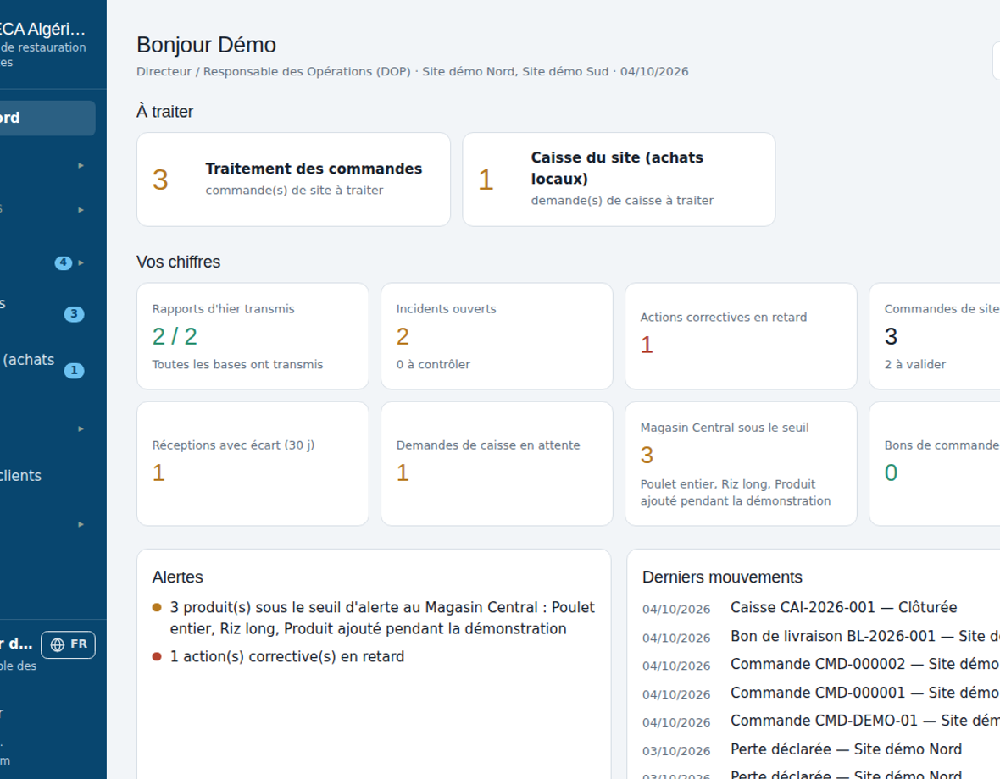 ECA Algéri…
de restauration
es
ord
s
4
s
3
(achats
1
clients
r d…
FR
ble des
r
.
m
Bonjour Démo
Directeur / Responsable des Opérations (DOP) · Site démo Nord, Site démo Sud · 04/10/2026
À traiter
3
Traitement des commandes
commande(s) de site à traiter
1
Caisse du site (achats
locaux)
demande(s) de caisse à traiter
Vos chiffres
Rapports d'hier transmis
2 / 2
Toutes les bases ont transmis
Incidents ouverts
2
0 à contrôler
Actions correctives en retard
1
Commandes de site
3
2 à valider
Réceptions avec écart (30 j)
1
Demandes de caisse en attente
1
Magasin Central sous le seuil
3
Poulet entier, Riz long, Produit
ajouté pendant la démonstration
Bons de commande
0
Alertes
3 produit(s) sous le seuil d'alerte au Magasin Central : Poulet
entier, Riz long, Produit ajouté pendant la démonstration
1 action(s) corrective(s) en retard
Derniers mouvements
04/10/2026 Caisse CAI-2026-001 — Clôturée
04/10/2026 Bon de livraison BL-2026-001 — Site d
04/10/2026 Commande CMD-000002 — Site démo
04/10/2026 Commande CMD-000001 — Site démo
04/10/2026 Commande CMD-DEMO-01 — Site dém
03/10/2026 Perte déclarée — Site démo Nord
03/10/2026 Perte déclarée — Site démo Nord